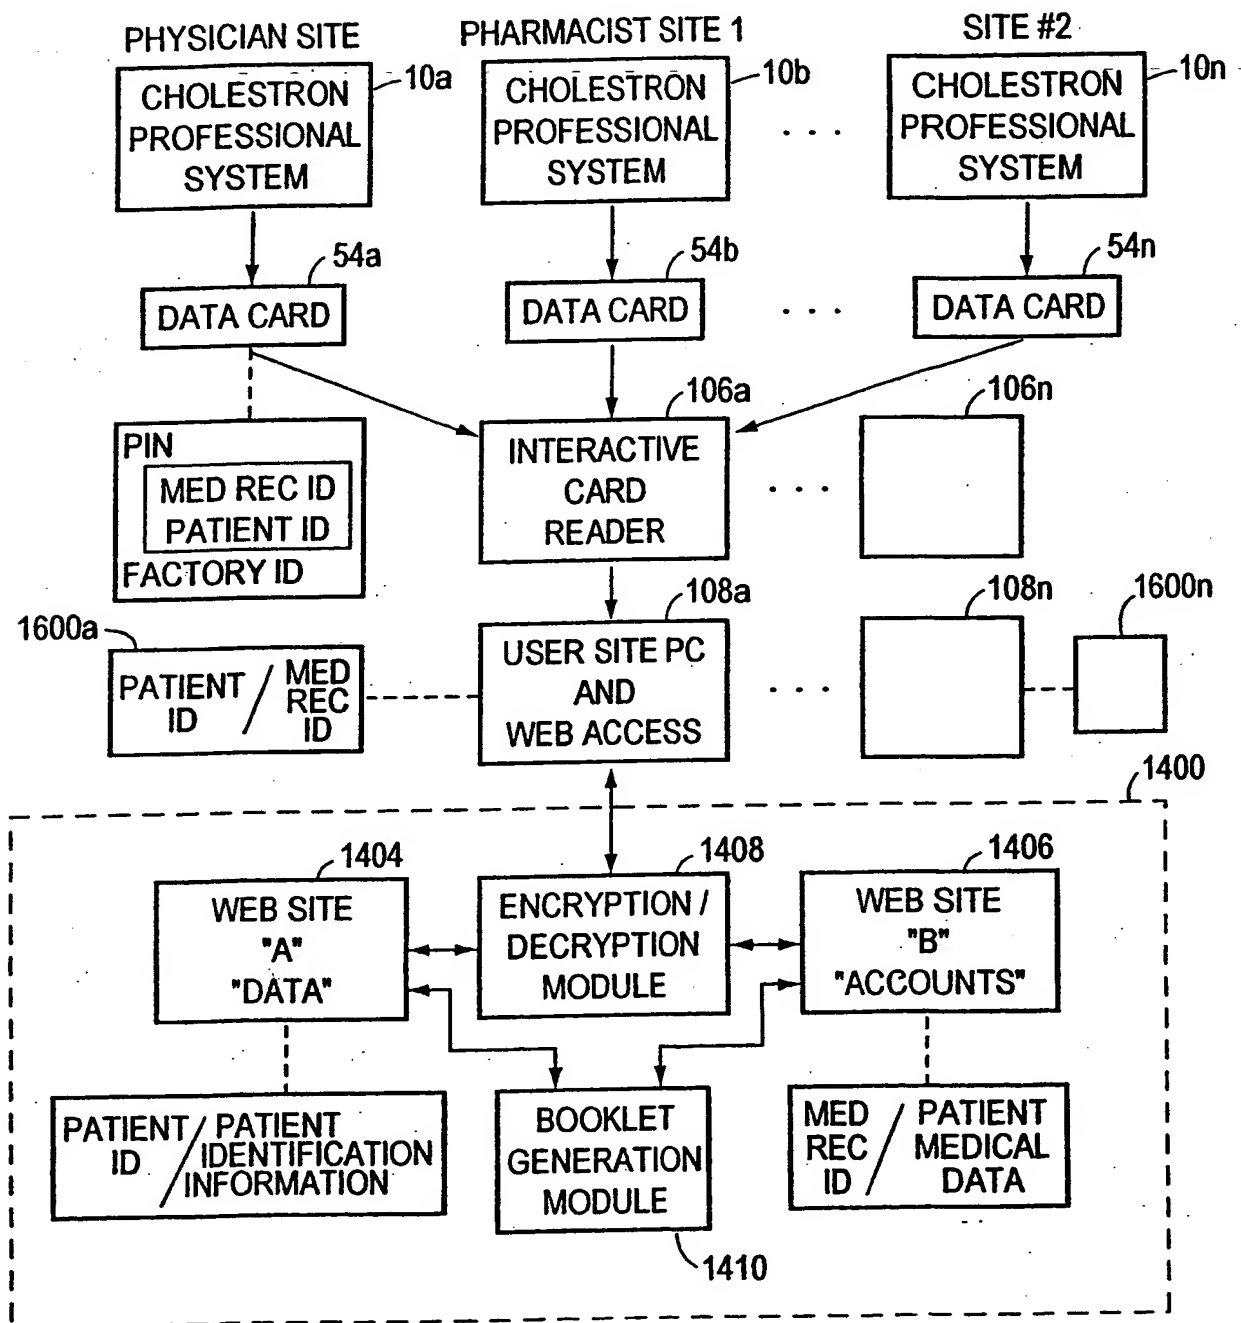 PHYSICIAN SITE
PHARMACIST SITE 1
SITE #2
10a
10b
10n
CHOLESTRON
PROFESSIONAL
SYSTEM
CHOLESTRON
PROFESSIONAL
SYSTEM
. . .
CHOLESTRON
PROFESSIONAL
SYSTEM
54a
54b
54n
DATA CARD
DATA CARD
. . .
DATA CARD
106a
106n
PIN
MED REC ID
PATIENT ID
FACTORY ID
INTERACTIVE
CARD
READER
. . .
108a
108n
1600n
1600a
PATIENT
ID
/
MED
REC
ID
USER SITE PC
AND
WEB ACCESS
. . .
1400
1404
1408
1406
WEB SITE
"A"
"DATA"
ENCRYPTION /
DECRYPTION
MODULE
WEB SITE
"B"
"ACCOUNTS"
PATIENT
ID
/
PATIENT
IDENTIFICATION
INFORMATION
BOOKLET
GENERATION
MODULE
MED
REC
ID
/
PATIENT
MEDICAL
DATA
1410